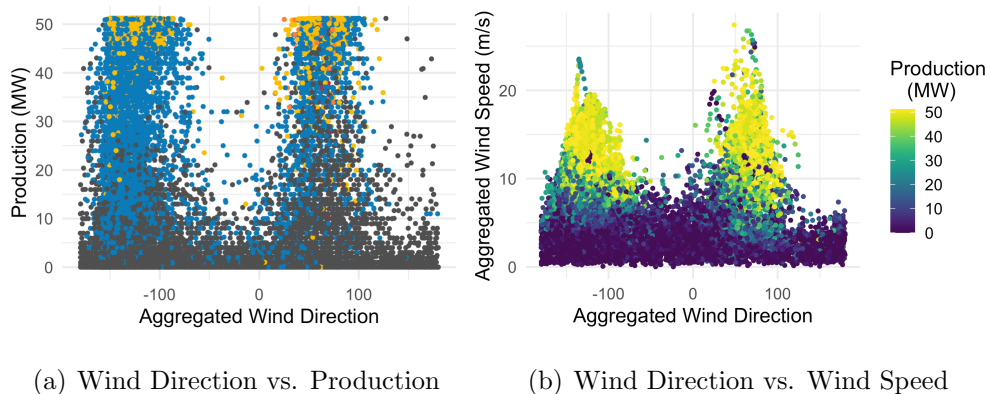 50
40
30
20
10
0
Production (MW)
-100 0 100
Aggregated Wind Direction
20
10
0
Aggregated Wind Speed (m/s)
-100 0 100
Aggregated Wind Direction
Production
(MW)
50
40
30
20
10
0
(a) Wind Direction vs. Production
(b) Wind Direction vs. Wind Speed